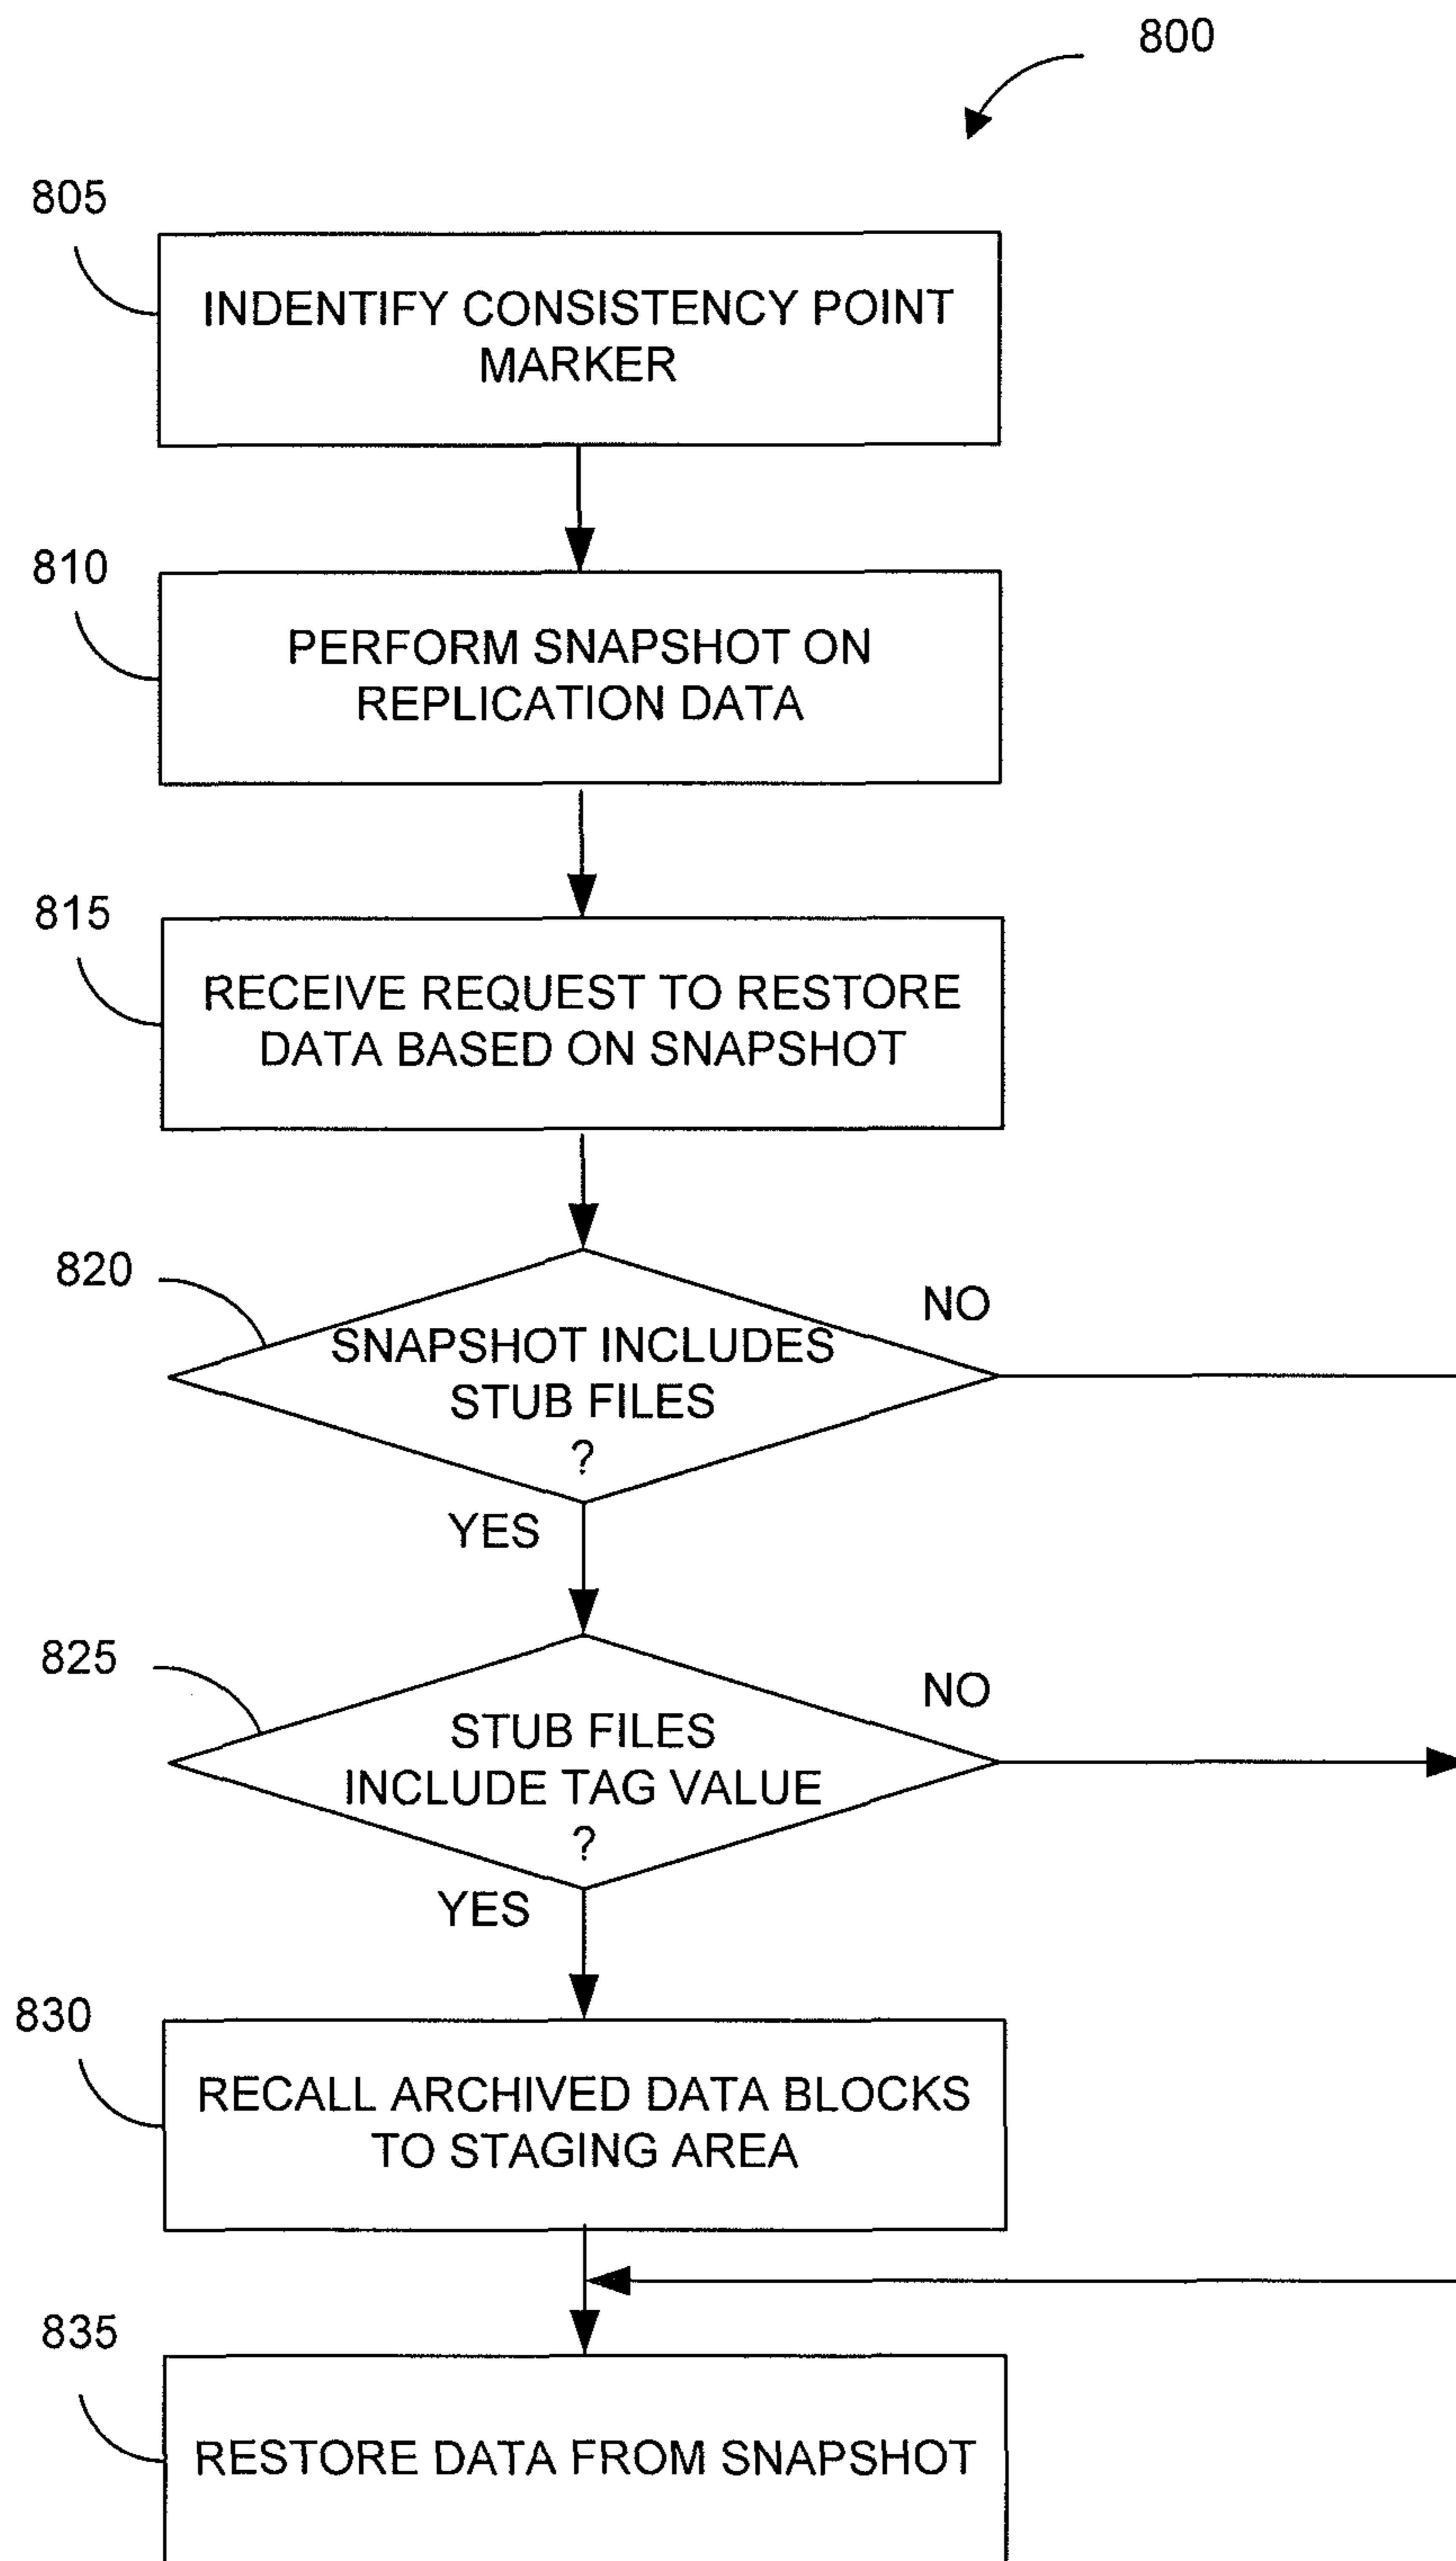 800
805
INDENTIFY CONSISTENCY POINT
MARKER
810
PERFORM SNAPSHOT ON
REPLICATION DATA
815
RECEIVE REQUEST TO RESTORE
DATA BASED ON SNAPSHOT
820
NO
SNAPSHOT INCLUDES
STUB FILES
?
YES
825
NO
STUB FILES
INCLUDE TAG VALUE
?
YES
830
RECALL ARCHIVED DATA BLOCKS
TO STAGING AREA
835
RESTORE DATA FROM SNAPSHOT